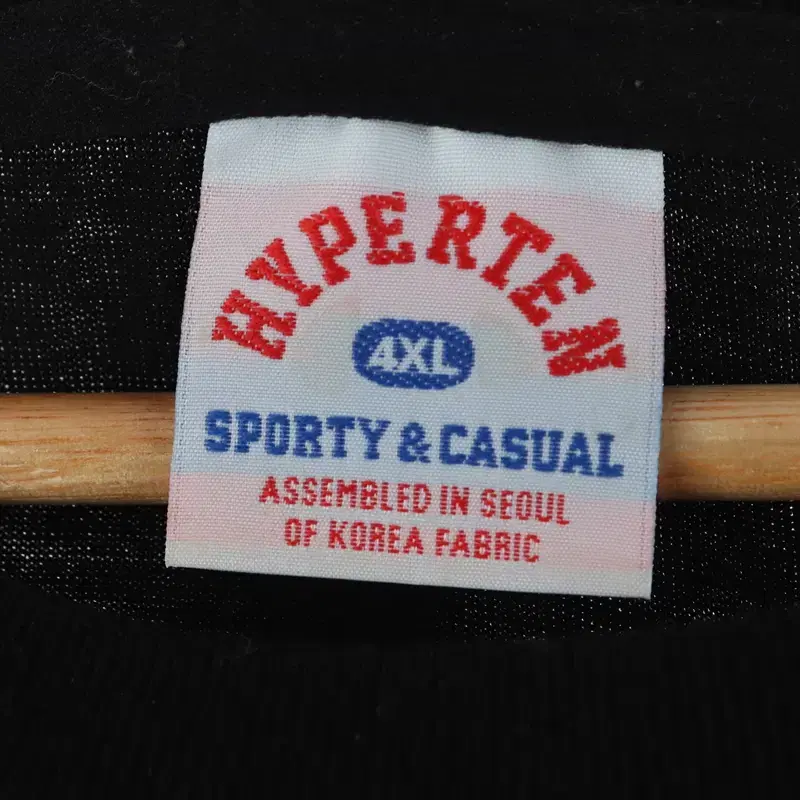 HYPERTEN
4XL
SPORTY & CASUAL
ASSEMBLED IN SEOUL
OF KOREA FABRIC